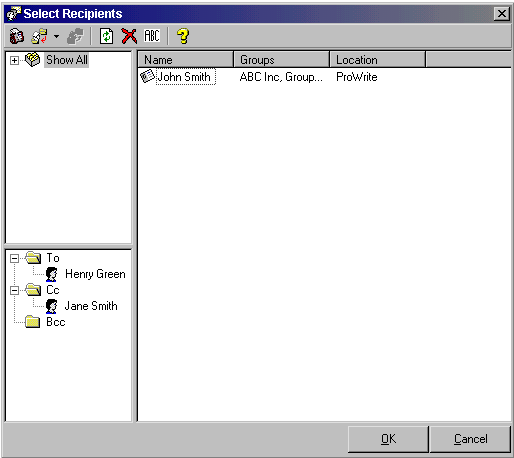 Select Recipients
ABC
Show All
Name Groups Location
John Smith ABC Inc, Group... ProWrite
To
Henry Green
Cc
Jane Smith
Bcc
OK Cancel